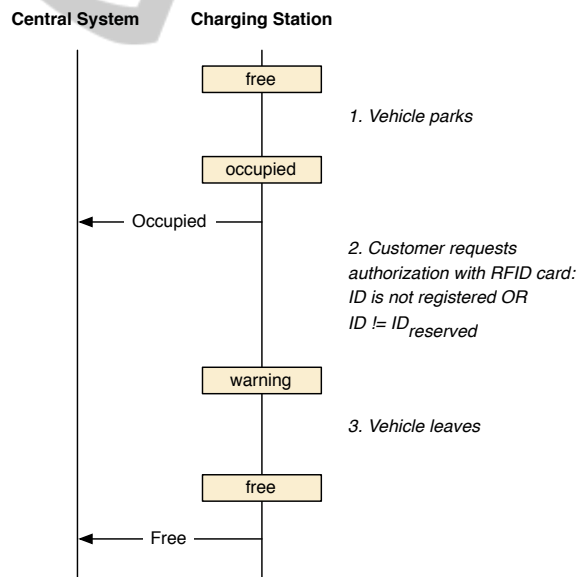 Central System
Charging Station
free
1. Vehicle parks
occupied
Occupied
2. Customer requests
authorization with RFID card:
ID is not registered OR
ID != IDreserved
warning
3. Vehicle leaves
free
Free